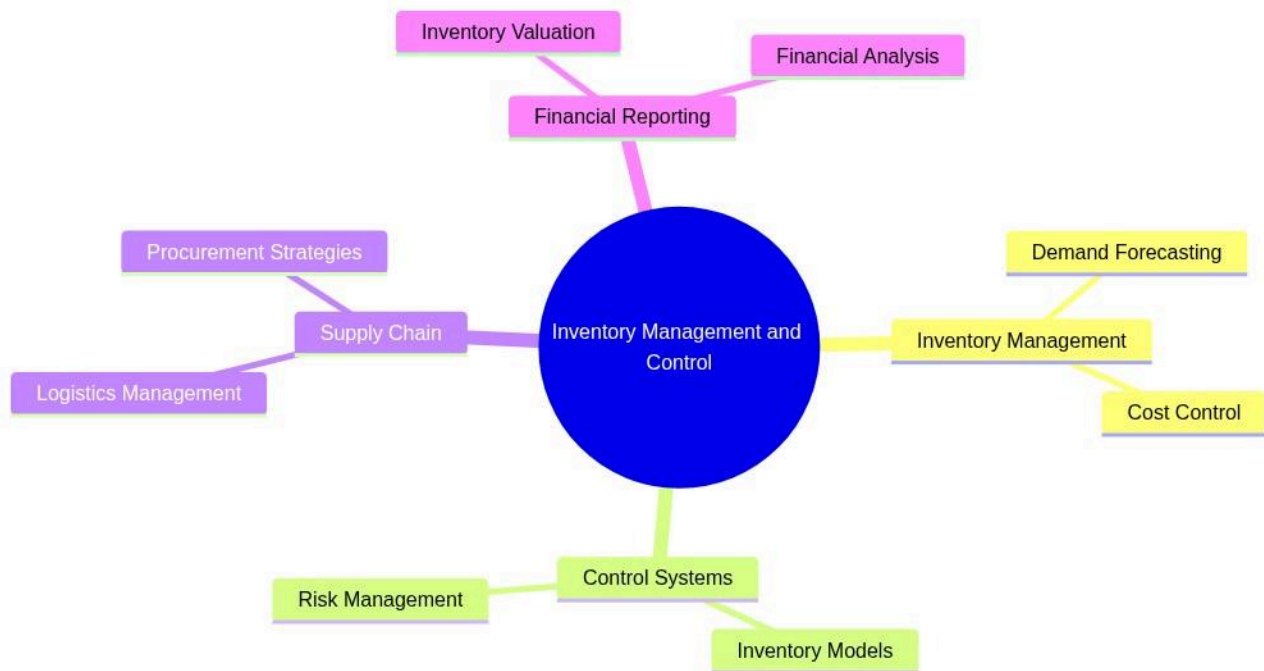 Inventory Valuation
Financial Analysis
Financial Reporting
Procurement Strategies
Demand Forecasting
Supply Chain
Inventory Management and
Control
Inventory Management
Logistics Management
Cost Control
Control Systems
Risk Management
Inventory Models